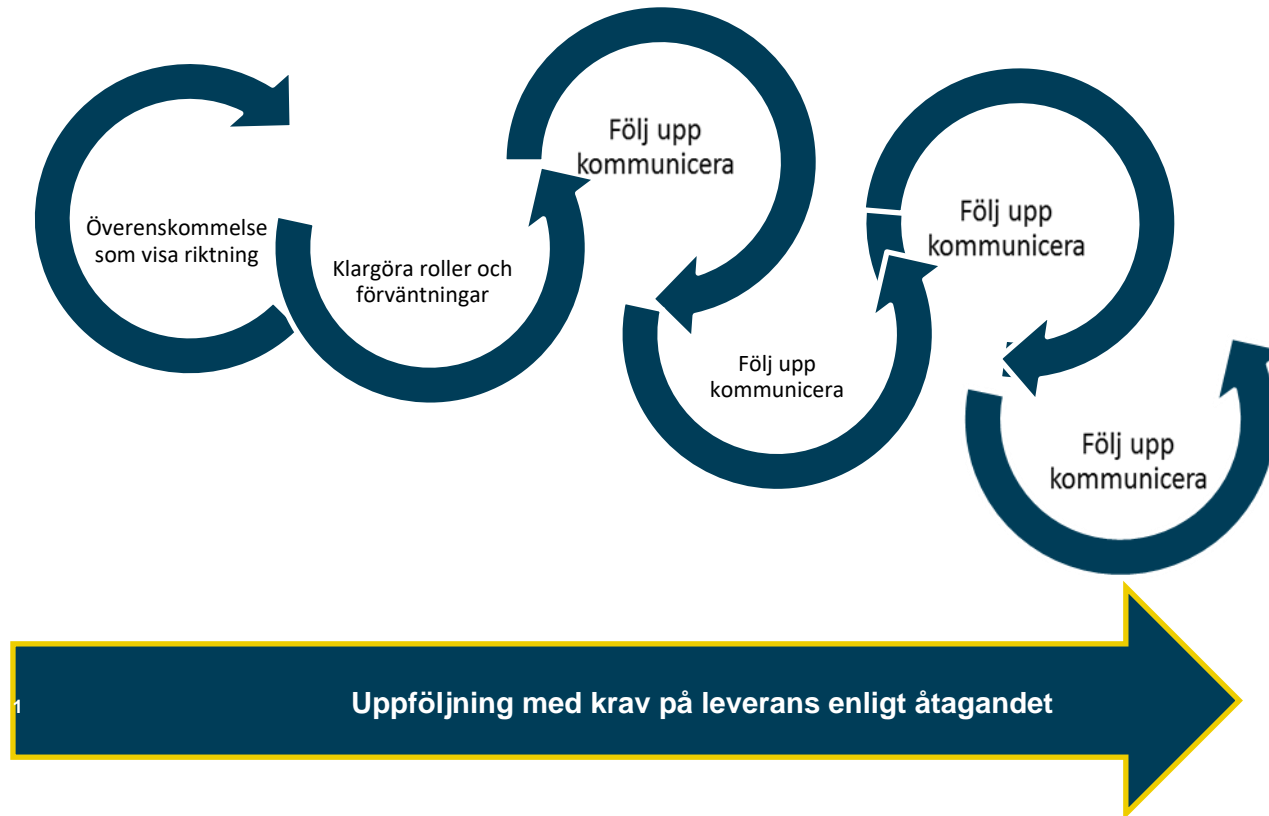 Överenskommelse
som visa riktning
Klargöra roller och
förväntningar
Följ upp
kommunicera
Följ upp
kommunicera
Följ upp
kommunicera
Följ upp
kommunicera
1
Uppföljning med krav på leverans enligt åtagandet